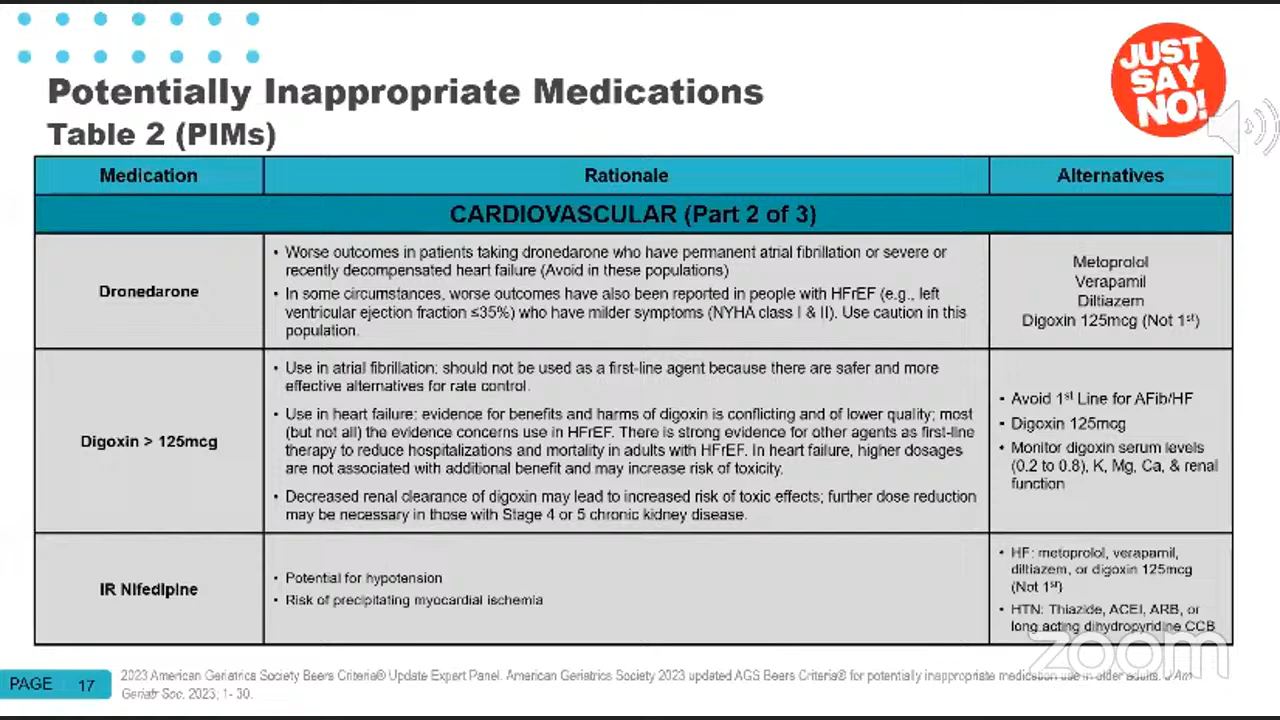 JUST
SAY
NO!
Potentially Inappropriate Medications
Table 2 (PIMs)
Medication
Rationale
Alternatives
CARDIOVASCULAR (Part 2 of 3)
Dronedarone
• Worse outcomes in patients taking dronedarone who have permanent atrial fibrillation or severe or
recently decompensated heart failure (Avoid in these populations)
• In some circumstances, worse outcomes have also been reported in people with HFrEF (e.g., left
ventricular ejection fraction ≤35%) who have milder symptoms (NYHA class I & II). Use caution in this
population.
Metoprolol
Verapamil
Diltiazem
Digoxin 125mcg (Not 1st)
Digoxin > 125mcg
• Use in atrial fibrillation: should not be used as a first-line agent because there are safer and more
effective alternatives for rate control.
• Use in heart failure: evidence for benefits and harms of digoxin is conflicting and of lower quality; most
(but not all) the evidence concerns use in HFrEF. There is strong evidence for other agents as first-line
therapy to reduce hospitalizations and mortality in adults with HFrEF. In heart failure, higher dosages
are not associated with additional benefit and may increase risk of toxicity.
• Decreased renal clearance of digoxin may lead to increased risk of toxic effects; further dose reduction
may be necessary in those with Stage 4 or 5 chronic kidney disease.
• Avoid 1st Line for AFib/HF
• Digoxin 125mcg
• Monitor digoxin serum levels
(0.2 to 0.8), K, Mg, Ca, & renal
function
IR Nifedipine
• Potential for hypotension
• Risk of precipitating myocardial ischemia
• HF: metoprolol, verapamil,
diltiazem, or digoxin 125mcg
(Not 1st)
• HTN: Thiazide, ACEI, ARB, or
long acting dihydropyridine CCB
zoom
PAGE 17
2023 American Geriatrics Society Beers Criteria® Update Expert Panel. American Geriatrics Society 2023 updated AGS Beers Criteria® for potentially inappropriate medication use in older adults. J Am
Geriatr Soc. 2023; 1- 30.